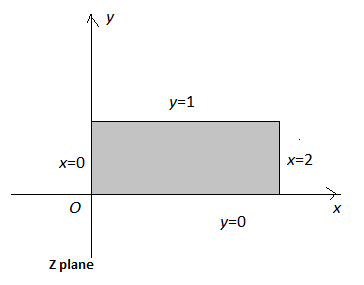 y
y=1
x=0
x=2
O
x
y=0
Z plane